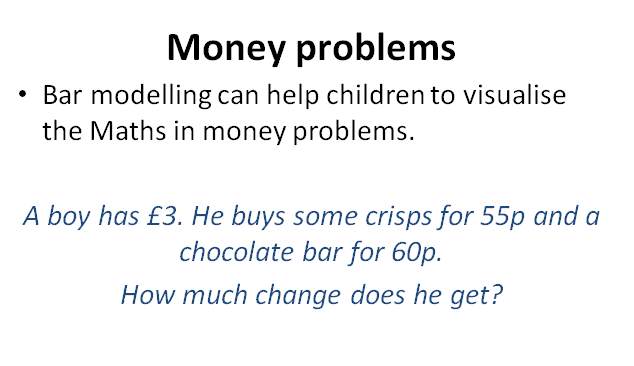 Money problems
• Bar modelling can help children to visualise
the Maths in money problems.
A boy has £3. He buys some crisps for 55p and a
chocolate bar for 60p.
How much change does he get?